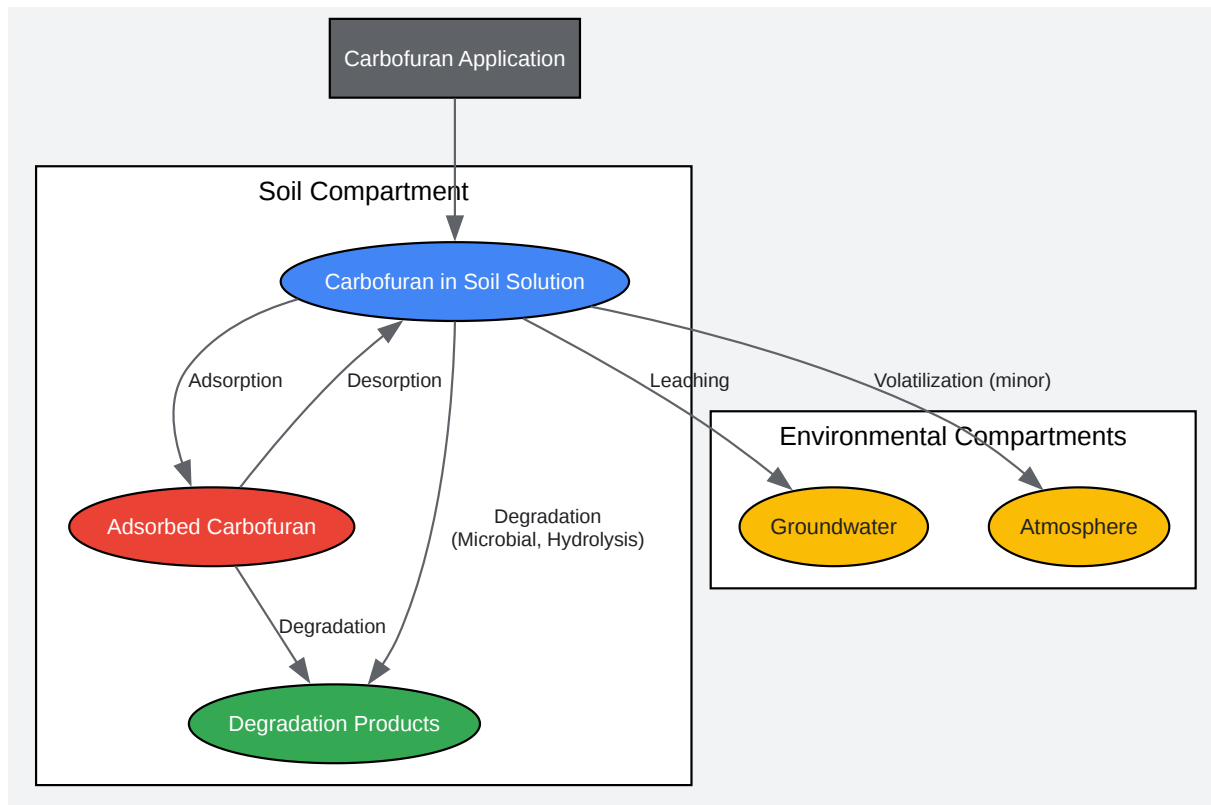 Carbofuran Application
Soil Compartment
Carbofuran in Soil Solution
Adsorption
Desorption
Leaching
Volatilization (minor)
Environmental Compartments
Adsorbed Carbofuran
Degradation
(Microbial, Hydrolysis)
Groundwater
Atmosphere
Degradation
Degradation Products